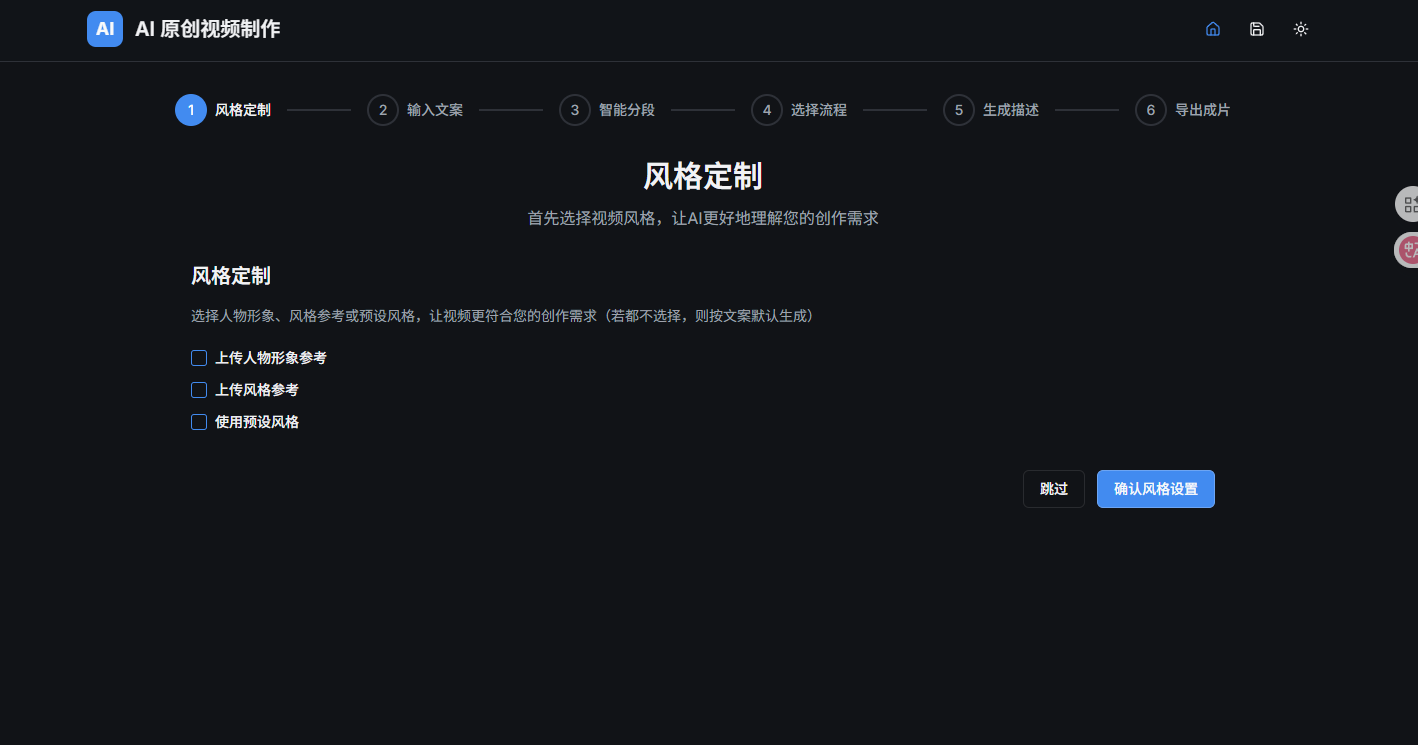 AI AI 原创视频制作
1 风格定制 2 输入文案 3 智能分段 4 选择流程 5 生成描述 6 导出成片
风格定制
首先选择视频风格，让AI更好地理解您的创作需求
风格定制
选择人物形象、风格参考或预设风格，让视频更符合您的创作需求（若都不选择，则按文案默认生成）
上传人物形象参考
上传风格参考
使用预设风格
跳过 确认风格设置